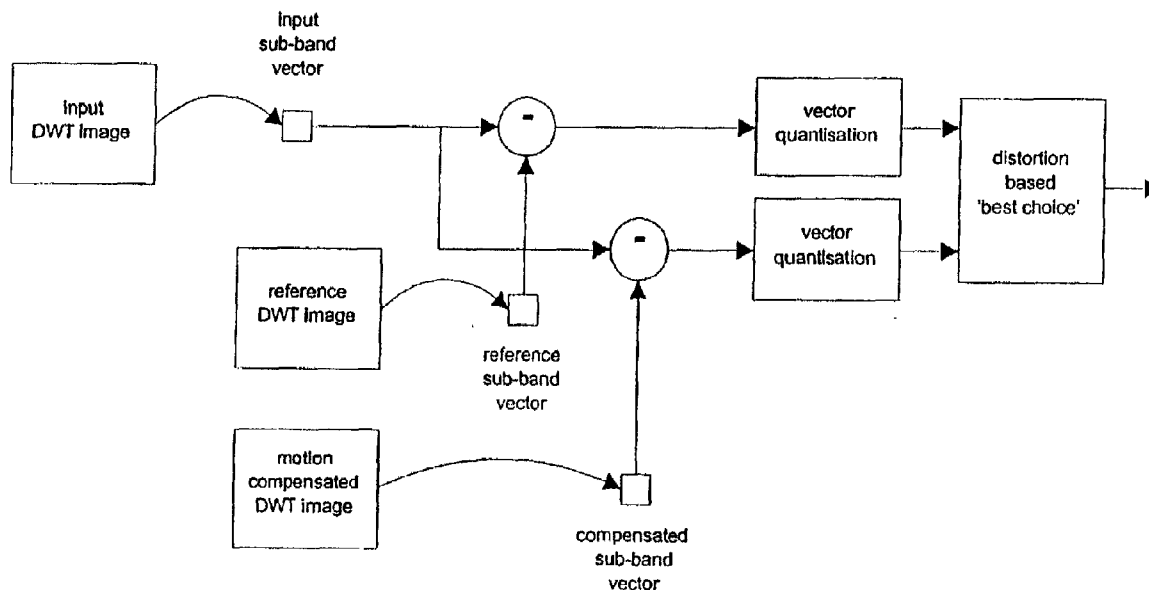 input
sub-band
vector
input
DWT image
-
vector
quantisation
distortion
based
'best choice'
-
vector
quantisation
reference
DWT image
reference
sub-band
vector
motion
compensated
DWT image
compensated
sub-band
vector